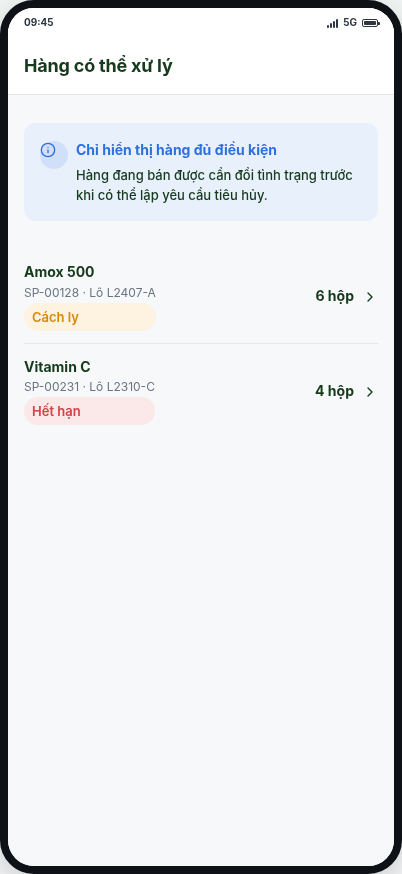 09:45
5G
Hàng có thể xử lý
Chỉ hiển thị hàng đủ điều kiện
Hàng đang bán được cần đổi tình trạng trước
khi có thể lập yêu cầu tiêu hủy.
Amox 500
SP-00128 · Lô L2407-A
Cách ly
6 hộp
Vitamin C
SP-00231 · Lô L2310-C
Hết hạn
4 hộp